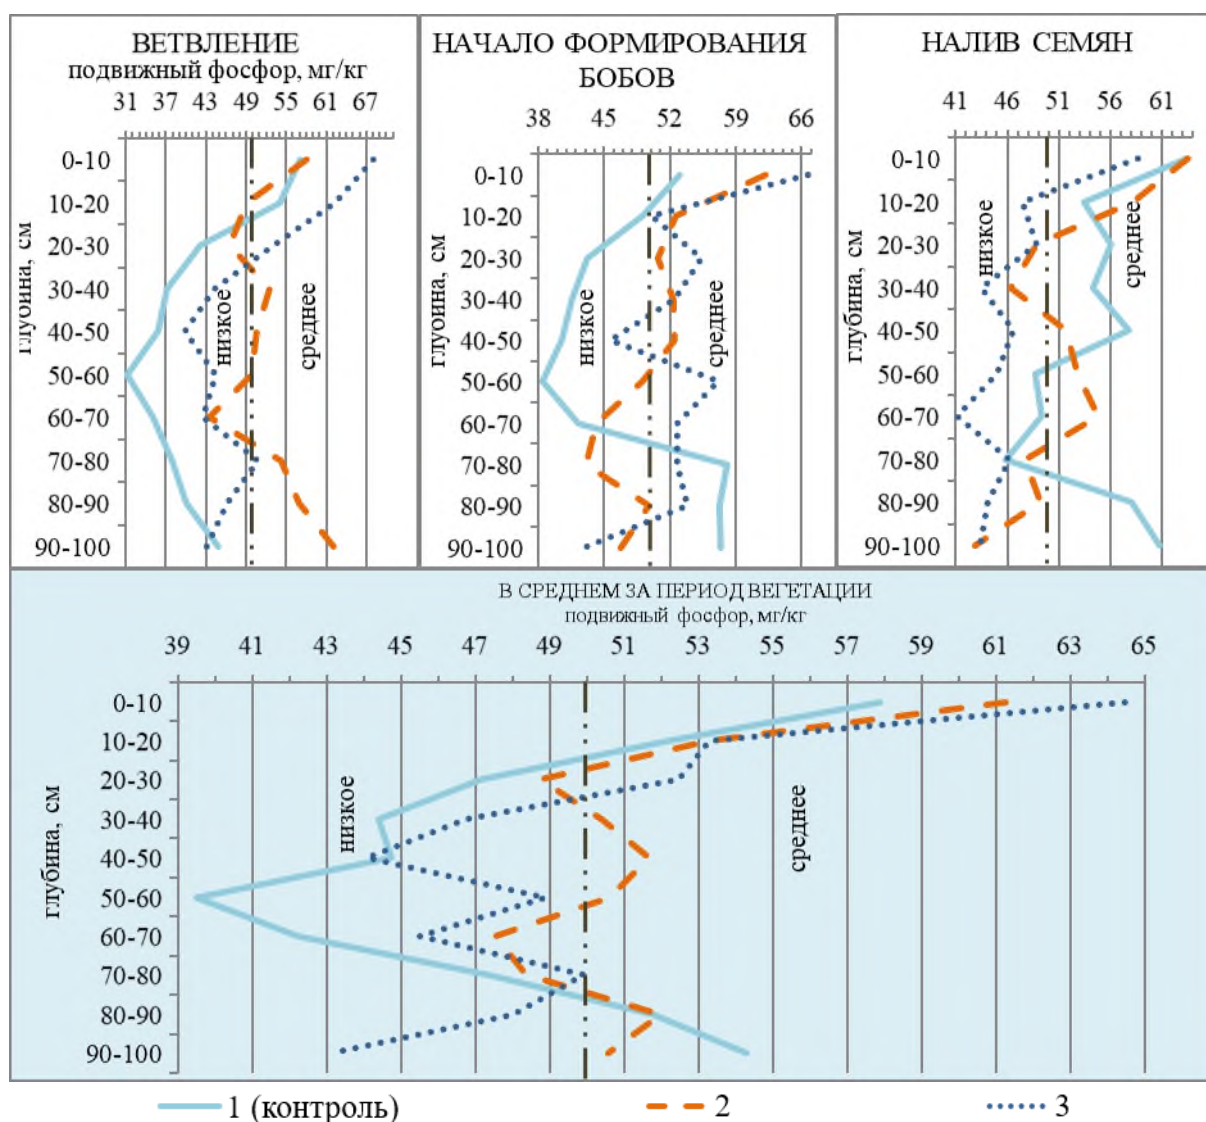 ВЕТВЛЕНИЕ
подвижный фосфор, мг/кг
31 37 43 49 55 61 67
глубина, см
0-10
10-20
20-30
30-40
40-50
50-60
60-70
70-80
80-90
90-100
низкое
среднее
НАЧАЛО ФОРМИРОВАНИЯ
БОБОВ
38 45 52 59 66
глубина, см
0-10
10-20
20-30
30-40
40-50
50-60
60-70
70-80
80-90
90-100
низкое
среднее
НАЛИВ СЕМЯН
41 46 51 56 61
глубина, см
0-10
10-20
20-30
30-40
40-50
50-60
60-70
70-80
80-90
90-100
низкое
среднее
В СРЕДНЕМ ЗА ПЕРИОД ВЕГЕТАЦИИ
подвижный фосфор, мг/кг
39 41 43 45 47 49 51 53 55 57 59 61 63 65
глубина, см
0-10
10-20
20-30
30-40
40-50
50-60
60-70
70-80
80-90
90-100
низкое
среднее
1 (контроль) 2 3